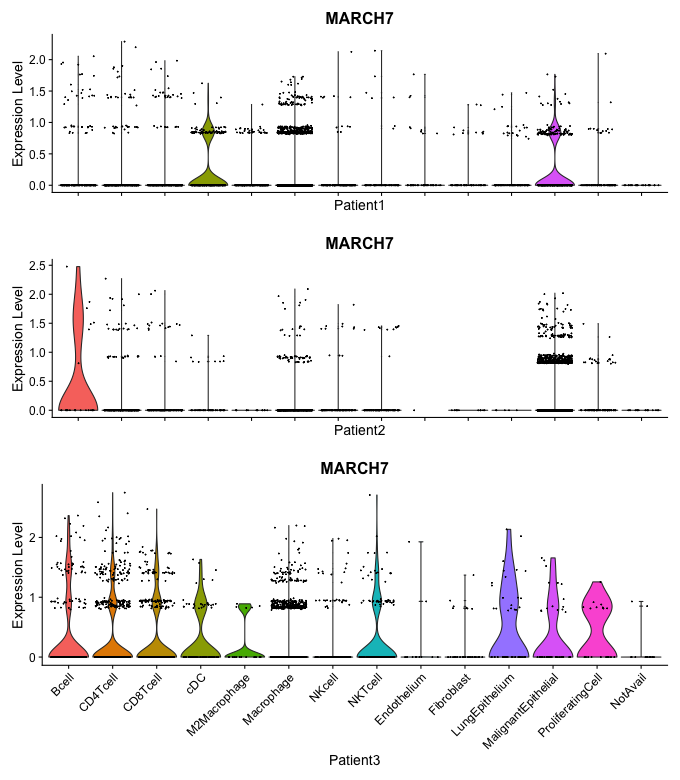 MARCH7
Expression Level
2.0
1.5
1.0
0.5
0.0
Patient1
MARCH7
Expression Level
2.5
2.0
1.5
1.0
0.5
0.0
Patient2
MARCH7
Expression Level
2
1
0
Bcell
CD4Tcell
CD8Tcell
cDC
M2Macrophage
Macrophage
NKcell
NKTcell
Endothelium
Fibroblast
LungEpithelium
MalignantEpithelial
ProliferatingCell
NotAvail
Patient3